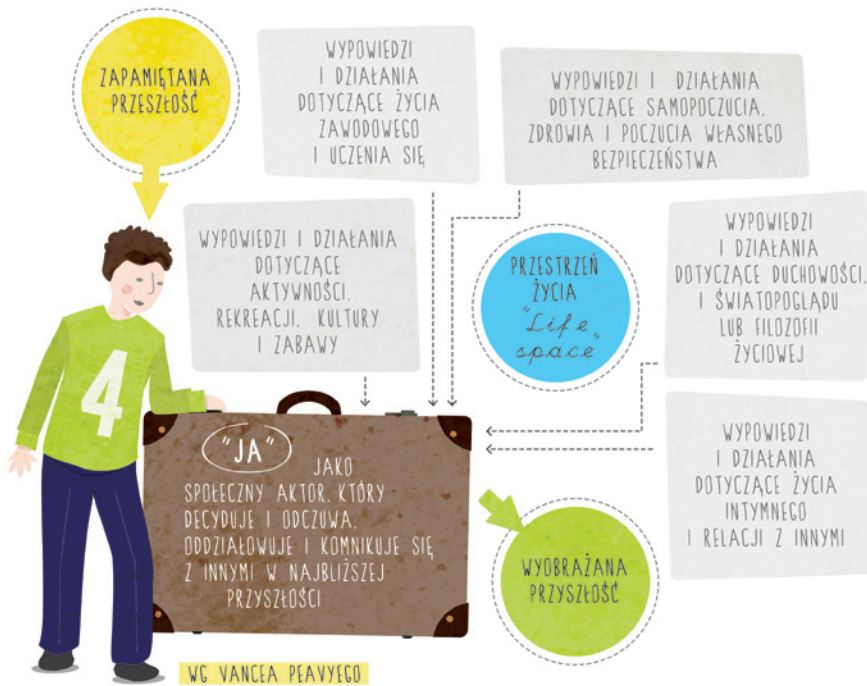 ZAPAMIĘTANA
PRZESZŁOŚĆ
WYPOWIEDZI
I DZIAŁANIA
DOTYCZĄCE ŻYCIA
ZAWODOWEGO
I UCZENIA SIĘ
WYPOWIEDZI I DZIAŁANIA
DOTYCZĄCE SAMOPOCZUCIA,
ZDROWIA I POCZUCIA WŁASNEGO
BEZPIECZEŃSTWA
WYPOWIEDZI I DZIAŁANIA
DOTYCZĄCE
AKTYWNOŚCI,
REKREACJI, KULTURY
I ZABAWY
PRZESTRZEŃ
ŻYCIA
"Life
space"
WYPOWIEDZI
I DZIAŁANIA
DOTYCZĄCE DUCHOWOŚCI,
I ŚWIATOPOGLĄDU
LUB FILOZOFII
ŻYCIOWEJ
WYPOWIEDZI
I DZIAŁANIA
DOTYCZĄCE ŻYCIA
INTYMNEGO
I RELACJI Z INNYMI
4
"JA"
JAKO
SPOŁECZNY AKTOR, KTÓRY
DECYDUJE I ODCZUWA,
ODDZIAŁOWUJE I KOMNIKUJE SIĘ
Z INNYMI W NAJBLIŻSZEJ
PRZYSZŁOŚCI
WYOBRAŻANA
PRZYSZŁOŚĆ
WG VANCEA PEAVYEGO